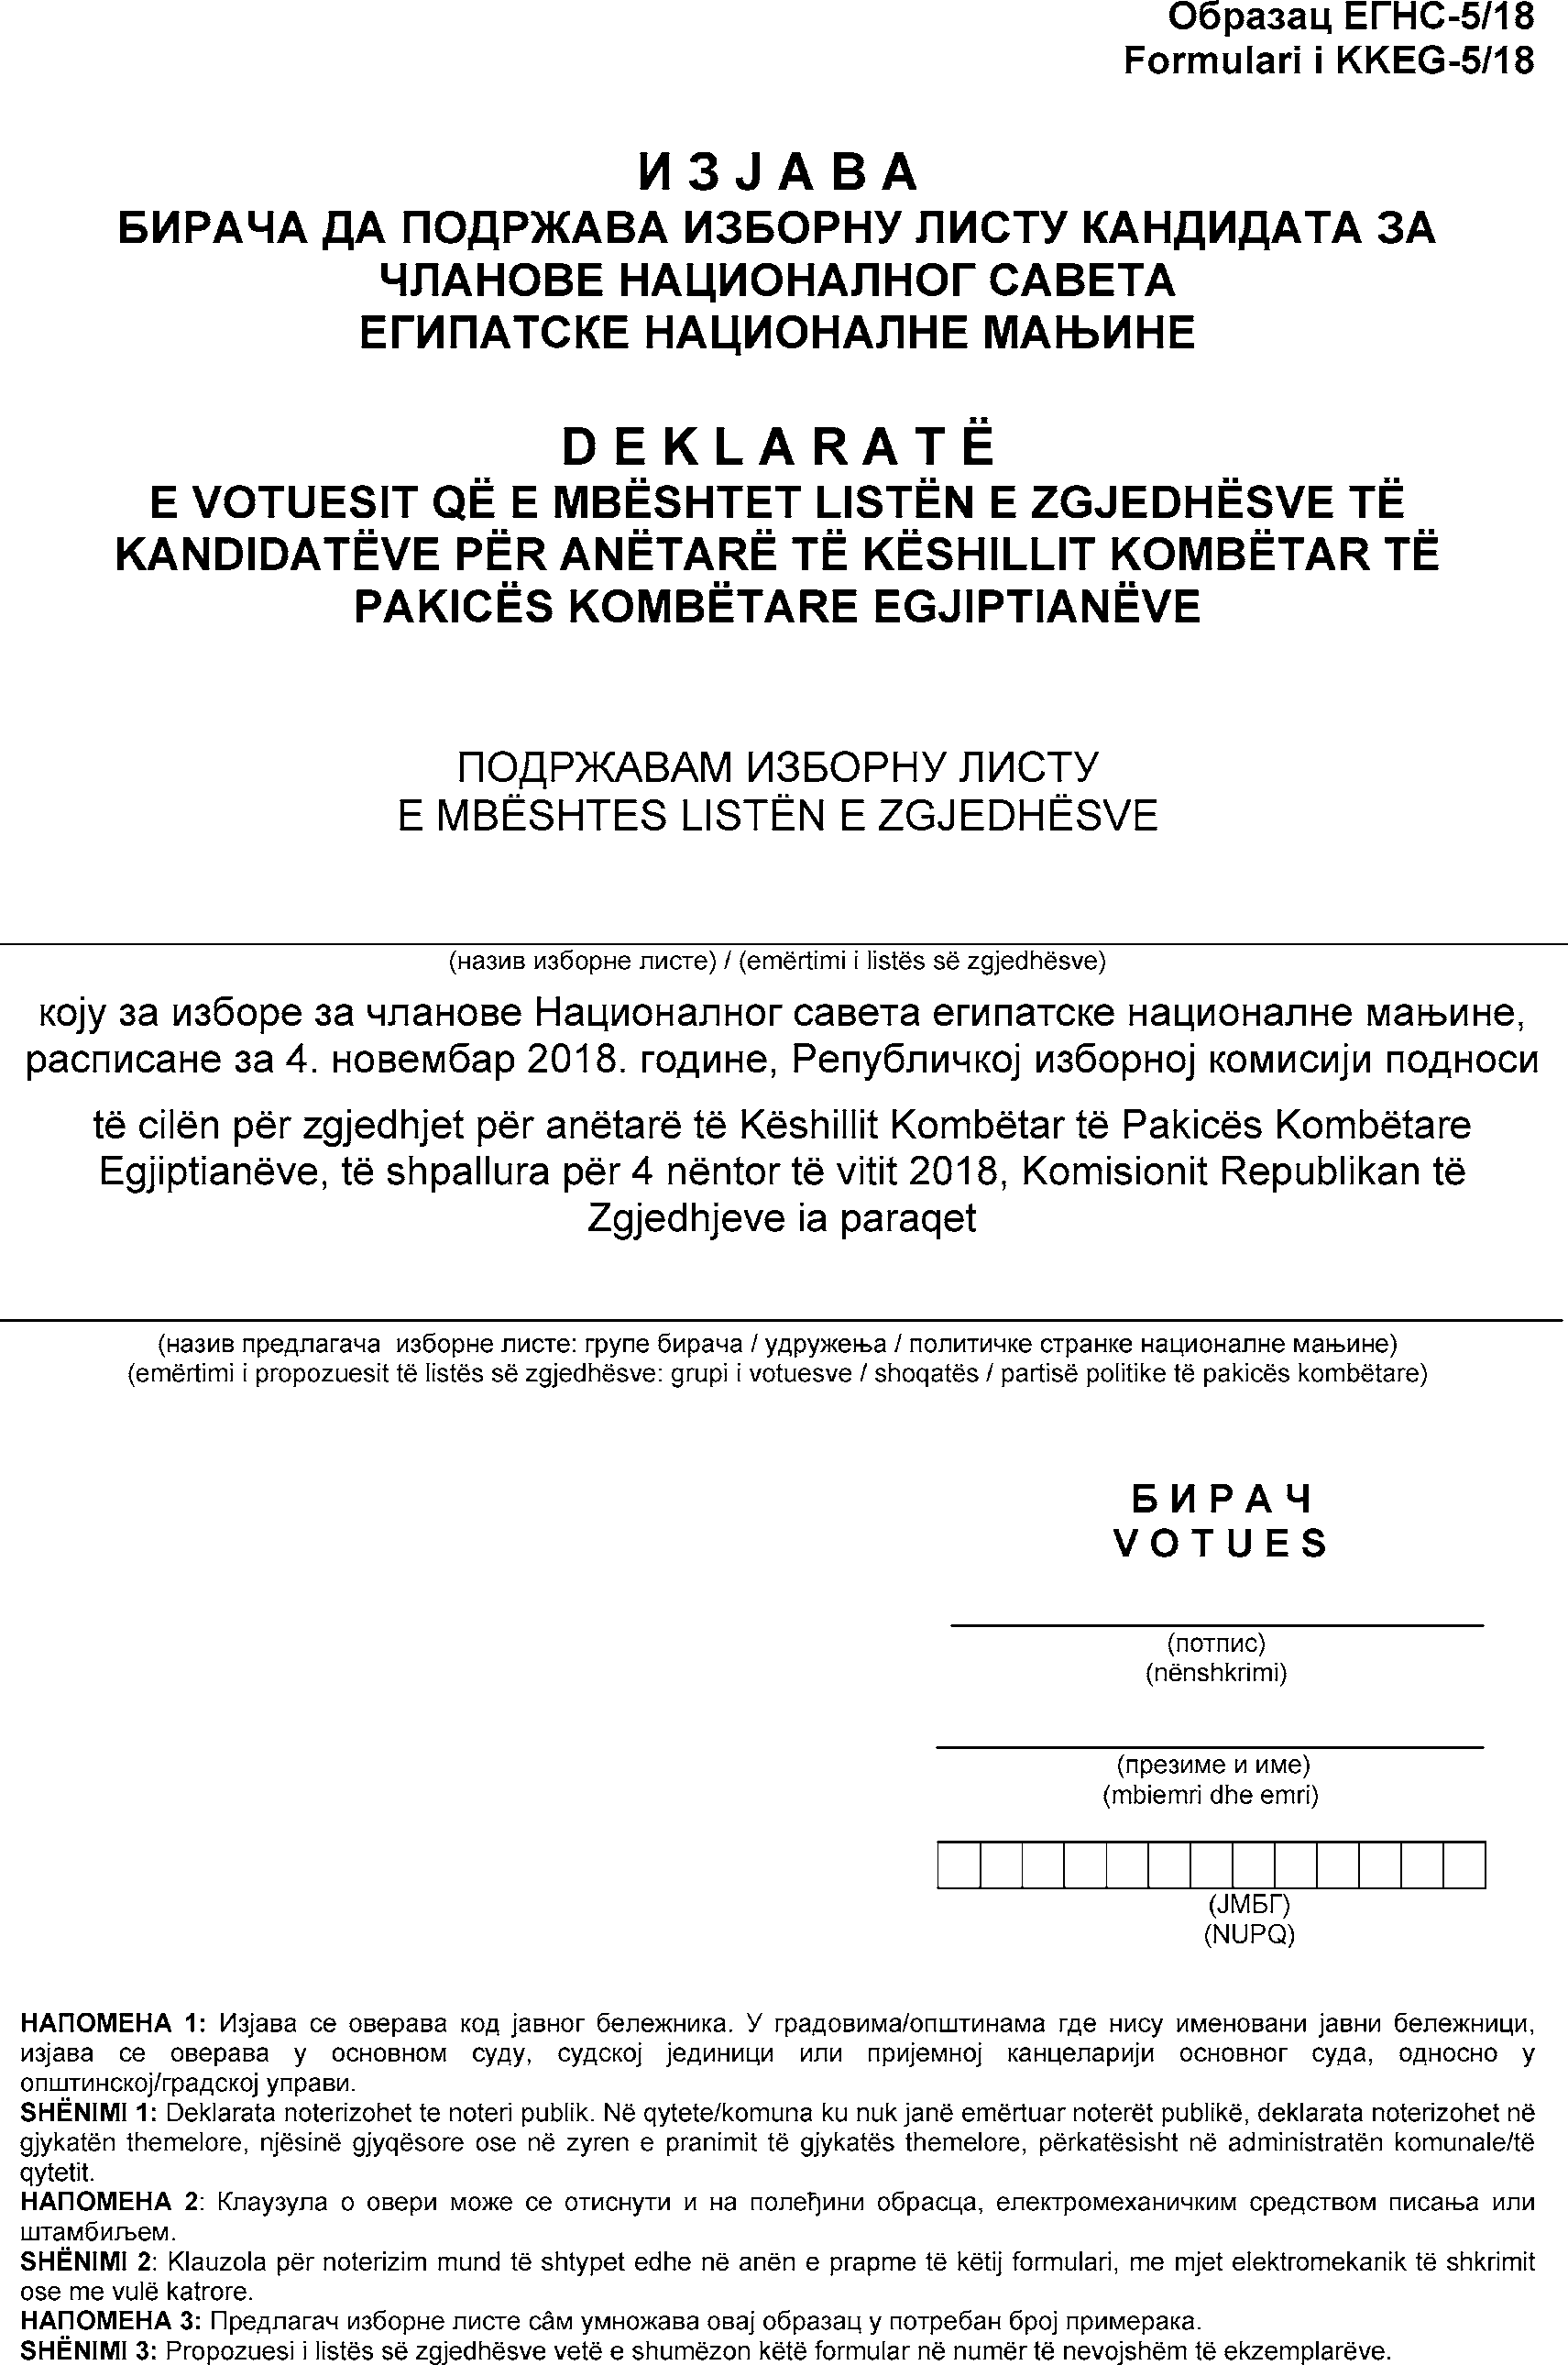 Образац ЕГНС-5/18
Formulari i KKEG-5/18
И З Ј А В А
БИРАЧА ДА ПОДРЖАВА ИЗБОРНУ ЛИСТУ КАНДИДАТА ЗА
ЧЛАНОВЕ НАЦИОНАЛНОГ САВЕТА
ЕГИПАТСКЕ НАЦИОНАЛНЕ МАЊИНЕ
D E K L A R A T Ë
E VOTUESIT QË E MBËSHTET LISTËN E ZGJEDHËSVE TË
KANDIDATËVE PËR ANËTARË TË KËSHILLIT KOMBËTAR TË
PAKICËS KOMBËTARE EGJIPTIANËVE
ПОДРЖАВАМ ИЗБОРНУ ЛИСТУ
E MBËSHTES LISTËN E ZGJEDHËSVE
(назив изборне листе) / (emërtimi i listës së zgjedhësve)
коју за изборе за чланове Националног савета египатске националне мањине,
расписане за 4. новембар 2018. године, Републичкој изборној комисији подноси
të cilën për zgjedhjet për anëtarë të Këshillit Kombëtar të Pakicës Kombëtare
Egjiptianëve, të shpallura për 4 nëntor të vitit 2018, Komisionit Republikan të
Zgjedhjeve ia paraqet
(назив предлагача изборне листе: групе бирача / удружења / политичке странке националне мањине)
(emërtimi i propozuesit të listës së zgjedhësve: grupi i votuesve / shoqatës / partisë politike të pakicës kombëtare)
Б И Р А Ч
V O T U E S
(потпис)
(nënshkrimi)
(презиме и име)
(mbiemri dhe emri)
(ЈМБГ)
(NUPQ)
НАПОМЕНА 1: Изјава се оверава код јавног бележника. У градовима/општинама где нису именовани јавни бележници,
изјава се оверава у основном суду, судској јединици или пријемној канцеларији основног суда, односно у
општинској/градској управи.
SHËNIMI 1: Deklarata noterizohet te noteri publik. Në qytete/komuna ku nuk janë emërtuar noterët publikë, deklarata noterizohet në
gjykatën themelore, njësinë gjyqësore ose në zyren e pranimit të gjykatës themelore, përkatësisht në administratën komunale/të
qytetit.
НАПОМЕНА 2: Клаузула о овери може се отиснути и на полеђини обрасца, електромеханичким средством писања или
штамбиљем.
SHËNIMI 2: Klauzola për noterizim mund të shtypet edhe në anën e prapme të këtij formulari, me mjet elektromekanik të shkrimit
ose me vulë katrore.
НАПОМЕНА 3: Предлагач изборне листе сâм умножава овај образац у потребан број примерака.
SHËNIMI 3: Propozuesi i listës së zgjedhësve vetë e shumëzon këtë formular në numër të nevojshëm të ekzemplarëve.